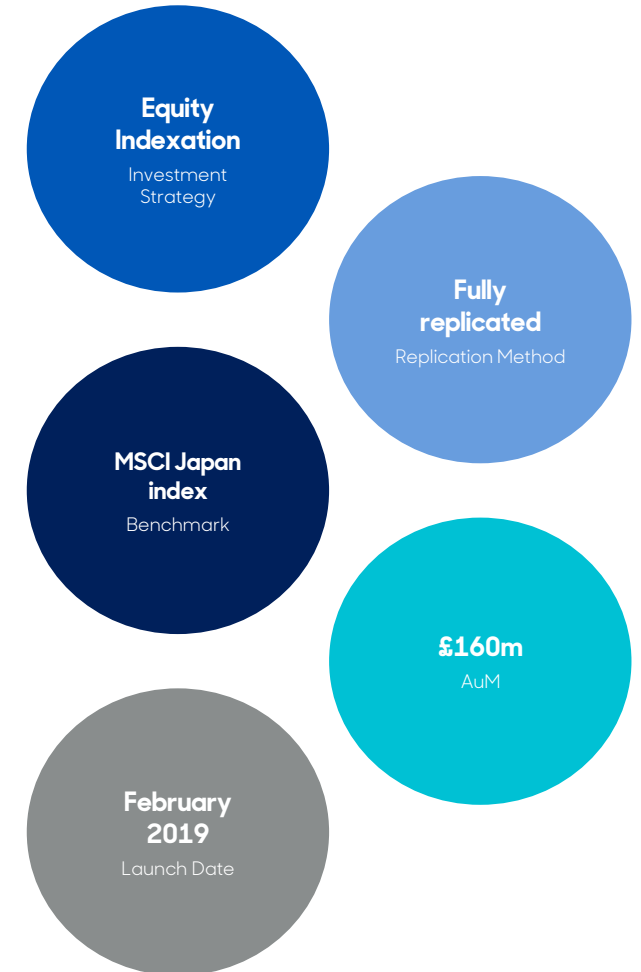 Equity
Indexation
Investment
Strategy
Fully
replicated
Replication Method
MSCI Japan
index
Benchmark
£160m
AuM
February
2019
Launch Date